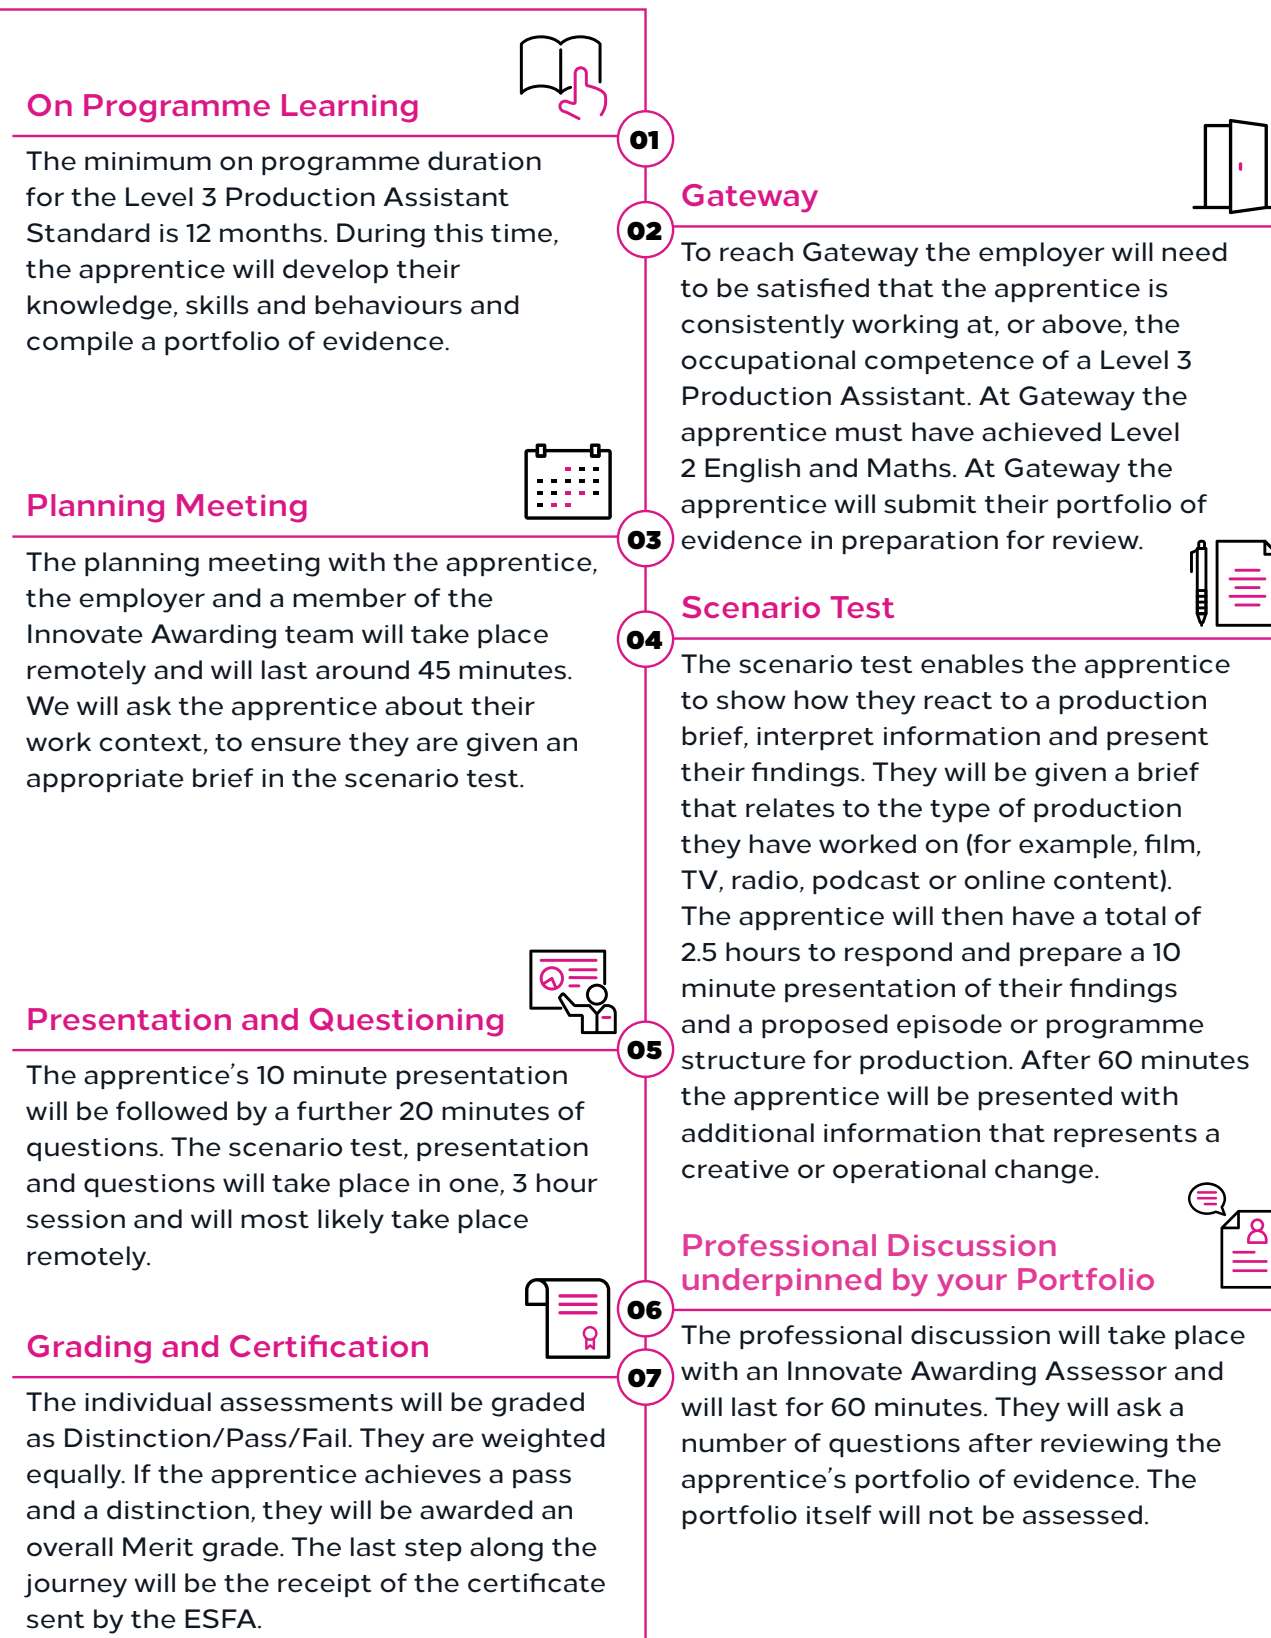 On Programme Learning
01
The minimum on programme duration
for the Level 3 Production Assistant
Standard is 12 months. During this time,
the apprentice will develop their
knowledge, skills and behaviours and
compile a portfolio of evidence.
Gateway
02
To reach Gateway the employer will need
to be satisfied that the apprentice is
consistently working at, or above, the
occupational competence of a Level 3
Production Assistant. At Gateway the
apprentice must have achieved Level
2 English and Maths. At Gateway the
apprentice will submit their portfolio of
evidence in preparation for review.
Planning Meeting
03
The planning meeting with the apprentice,
the employer and a member of the
Innovate Awarding team will take place
remotely and will last around 45 minutes.
We will ask the apprentice about their
work context, to ensure they are given an
appropriate brief in the scenario test.
Scenario Test
04
The scenario test enables the apprentice
to show how they react to a production
brief, interpret information and present
their findings. They will be given a brief
that relates to the type of production
they have worked on (for example, film,
TV, radio, podcast or online content).
The apprentice will then have a total of
2.5 hours to respond and prepare a 10
minute presentation of their findings
and a proposed episode or programme
structure for production. After 60 minutes
the apprentice will be presented with
additional information that represents a
creative or operational change.
Presentation and Questioning
05
The apprentice's 10 minute presentation
will be followed by a further 20 minutes of
questions. The scenario test, presentation
and questions will take place in one, 3 hour
session and will most likely take place
remotely.
Professional Discussion
underpinned by your Portfolio
06
The professional discussion will take place
with an Innovate Awarding Assessor and
will last for 60 minutes. They will ask a
number of questions after reviewing the
apprentice's portfolio of evidence. The
portfolio itself will not be assessed.
Grading and Certification
07
The individual assessments will be graded
as Distinction/Pass/Fail. They are weighted
equally. If the apprentice achieves a pass
and a distinction, they will be awarded an
overall Merit grade. The last step along the
journey will be the receipt of the certificate
sent by the ESFA.